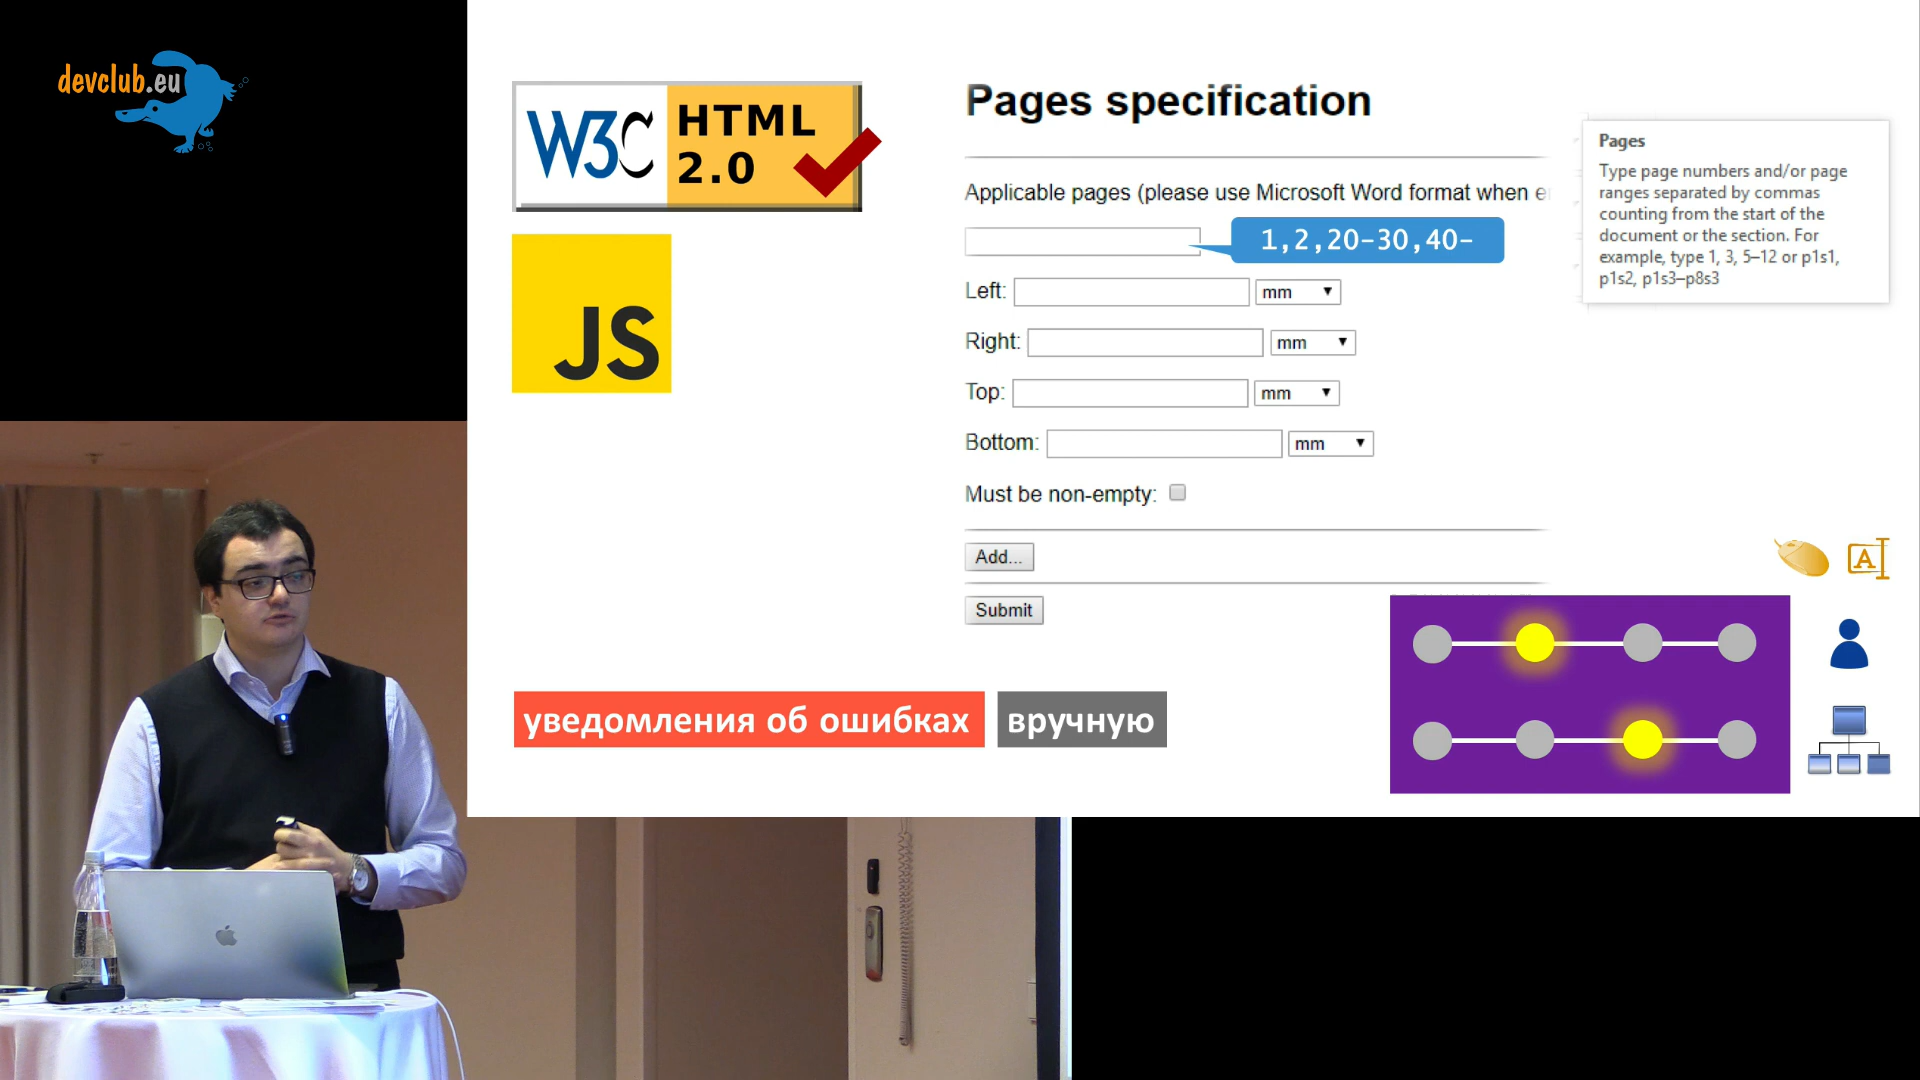 devclub.eu
W3C HTML
2.0
JS
Pages specification
Applicable pages (please use Microsoft Word format when e
1,2,20-30,40-
Left: mm
Right: mm
Top: mm
Bottom: mm
Must be non-empty:
Add...
Submit
Pages
Type page numbers and/or page
ranges separated by commas
counting from the start of the
document or the section. For
example, type 1, 3, 5–12 or p1s1,
p1s2, p1s3–p8s3
A
уведомления об ошибках вручную